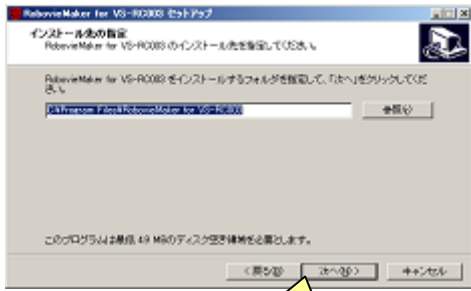 RobovieMaker for VS-RC003 セットアップ
インストール先の指定
RobovieMaker for VS-RC003 のインストール先を指定してください。
RobovieMaker for VS-RC003 をインストールするフォルダを指定して、「次へ」をクリックしてくだ
さい。
C:¥Program Files¥RobovieMaker for VS-RC003
参照(R)
このプログラムは最低 4.9 MBのディスク空き領域を必要とします。
< 戻る(B)
次へ(N) >
キャンセル